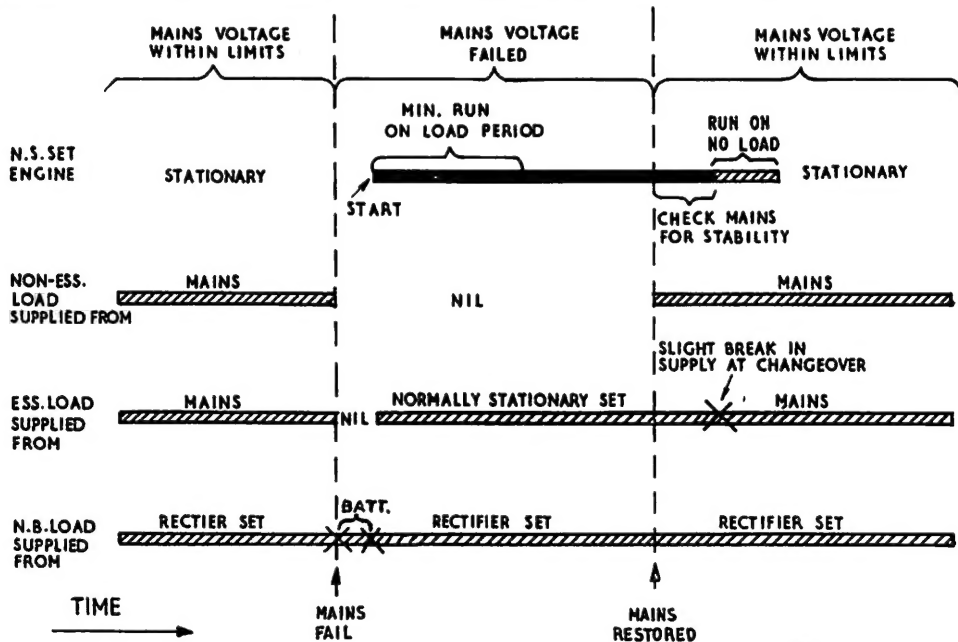 MAINS VOLTAGE
WITHIN LIMITS
MAINS VOLTAGE
FAILED
MAINS VOLTAGE
WITHIN LIMITS
MIN. RUN
ON LOAD PERIOD
RUN ON
NO LOAD
N.S. SET
ENGINE
STATIONARY
START
STATIONARY
CHECK MAINS
FOR STABILITY
NON-ESS.
LOAD
SUPPLIED FROM
MAINS
NIL
MAINS
SLIGHT BREAK IN
SUPPLY AT CHANGEOVER
ESS. LOAD
SUPPLIED
FROM
MAINS
NIL
NORMALLY STATIONARY SET
MAINS
N.B. LOAD
SUPPLIED
FROM
RECTIER SET
BATT.
RECTIFIER SET
RECTIFIER SET
TIME
MAINS
FAIL
MAINS
RESTORED